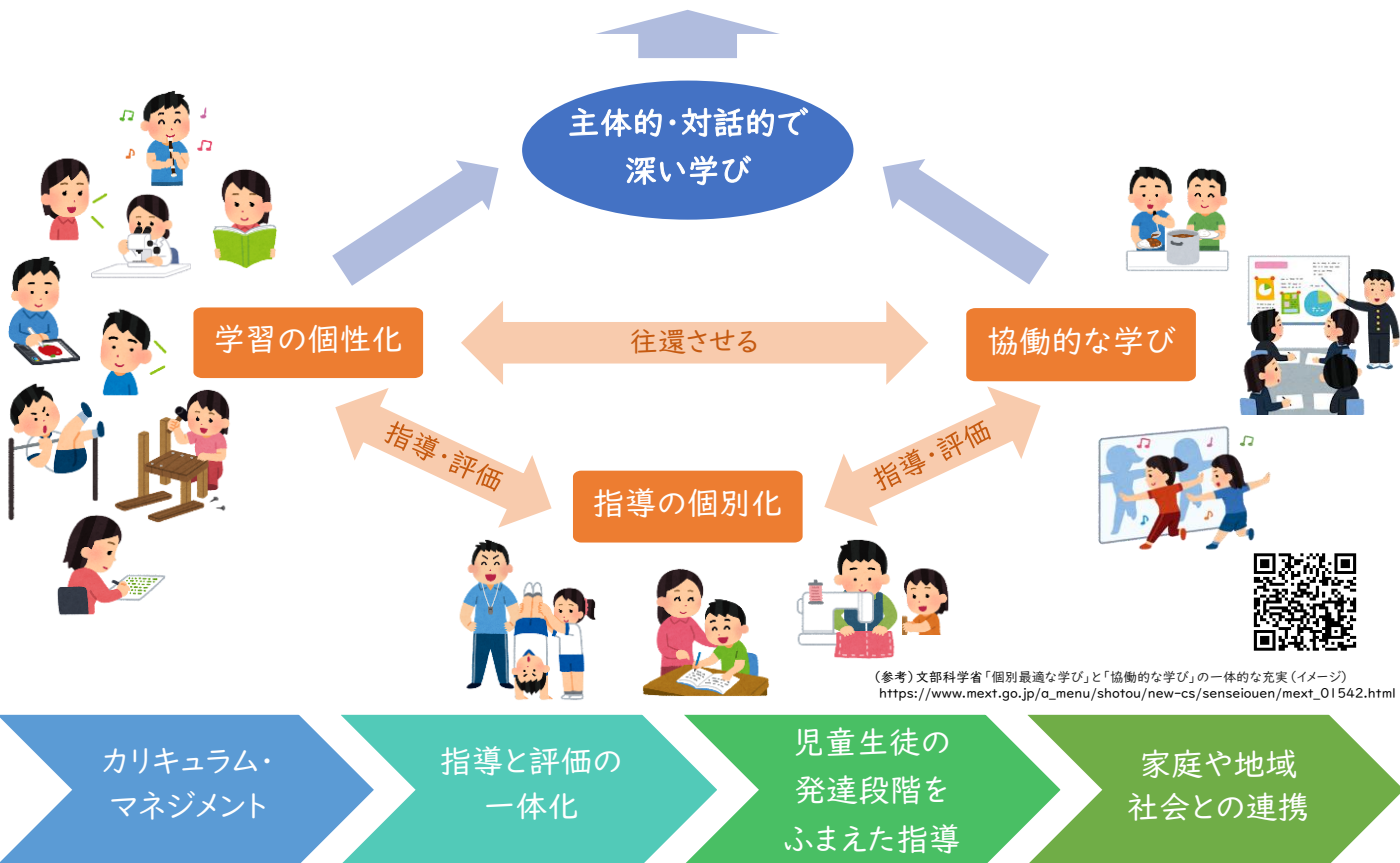 主体的・対話的で
深い学び
学習の個性化
往還させる
協働的な学び
指導・評価
指導・評価
指導の個別化
(参考)文部科学省「個別最適な学び」と「協働的な学び」の一体的な充実(イメージ)
https://www.mext.go.jp/a_menu/shotou/new-cs/senseiouen/mext_01542.html
カリキュラム・
マネジメント
指導と評価の
一体化
児童生徒の
発達段階を
ふまえた指導
家庭や地域
社会との連携